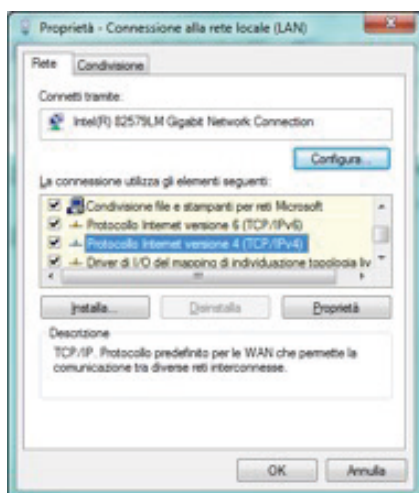 Proprietà - Connessione alla rete locale (LAN)
Rete Condivisione
Connetti tramite:
Intel(R) 82579LM Gigabit Network Connection
Configura...
La connessione utilizza gli elementi seguenti:
Condivisione file e stampanti per reti Microsoft
Protocollo Internet versione 6 (TCP/IPv6)
Protocollo Internet versione 4 (TCP/IPv4)
Driver di I/O del mapping di individuazione topologia liv
Installa... Disinstalla Proprietà
Descrizione
TCP/IP. Protocollo predefinito per le WAN che permette la
comunicazione tra diverse reti interconnesse.
OK Annulla